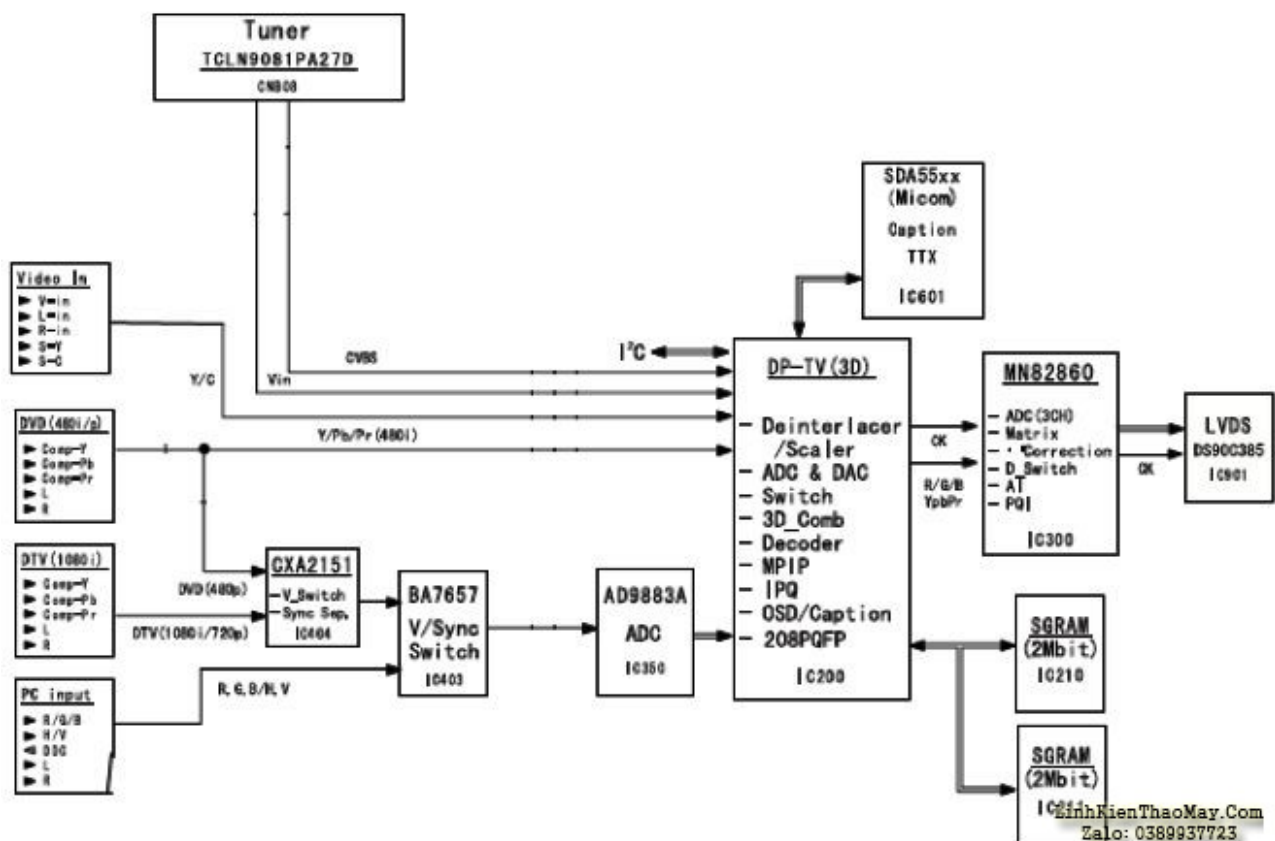 Tuner
TCLN9081PA27D
CNB08
SDA55xx
(Micom)
Caption
TTX
IC601
Video In
V-in
L-in
R-in
S-Y
S-C
Y/C
CVBS
Vin
I²C
DP-TV(3D)
- Deinterlacer
/Scaler
- ADC & DAC
- Switch
- 3D_Comb
- Decoder
- MPIP
- IPQ
- OSD/Caption
- 208PQFP
IC200
CK
R/G/B
YpbPr
MN82860
- ADC(3CH)
- Matrix
- Correction
- D_Switch
- AT
- PQI
IC300
CK
LVDS
DS90C385
IC901
DVD(480i/p)
Comp-Y
Comp-Pb
Comp-Pr
L
R
Y/Pb/Pr(480i)
DTV(1080i)
Comp-Y
Comp-Pb
Comp-Pr
L
R
DVD(480p)
DTV(1080i/720p)
CXA2151
- V_Switch
- Sync Sep.
IC404
BA7657
V/Sync
Switch
IC403
AD9883A
ADC
IC350
PC input
R/G/B
H/V
DDC
L
R
R,G,B/H,V
SGRAM
(2Mbit)
IC210
SGRAM
(2Mbit)
LinhKienThaoMay.Com
Zalo: 0389937723